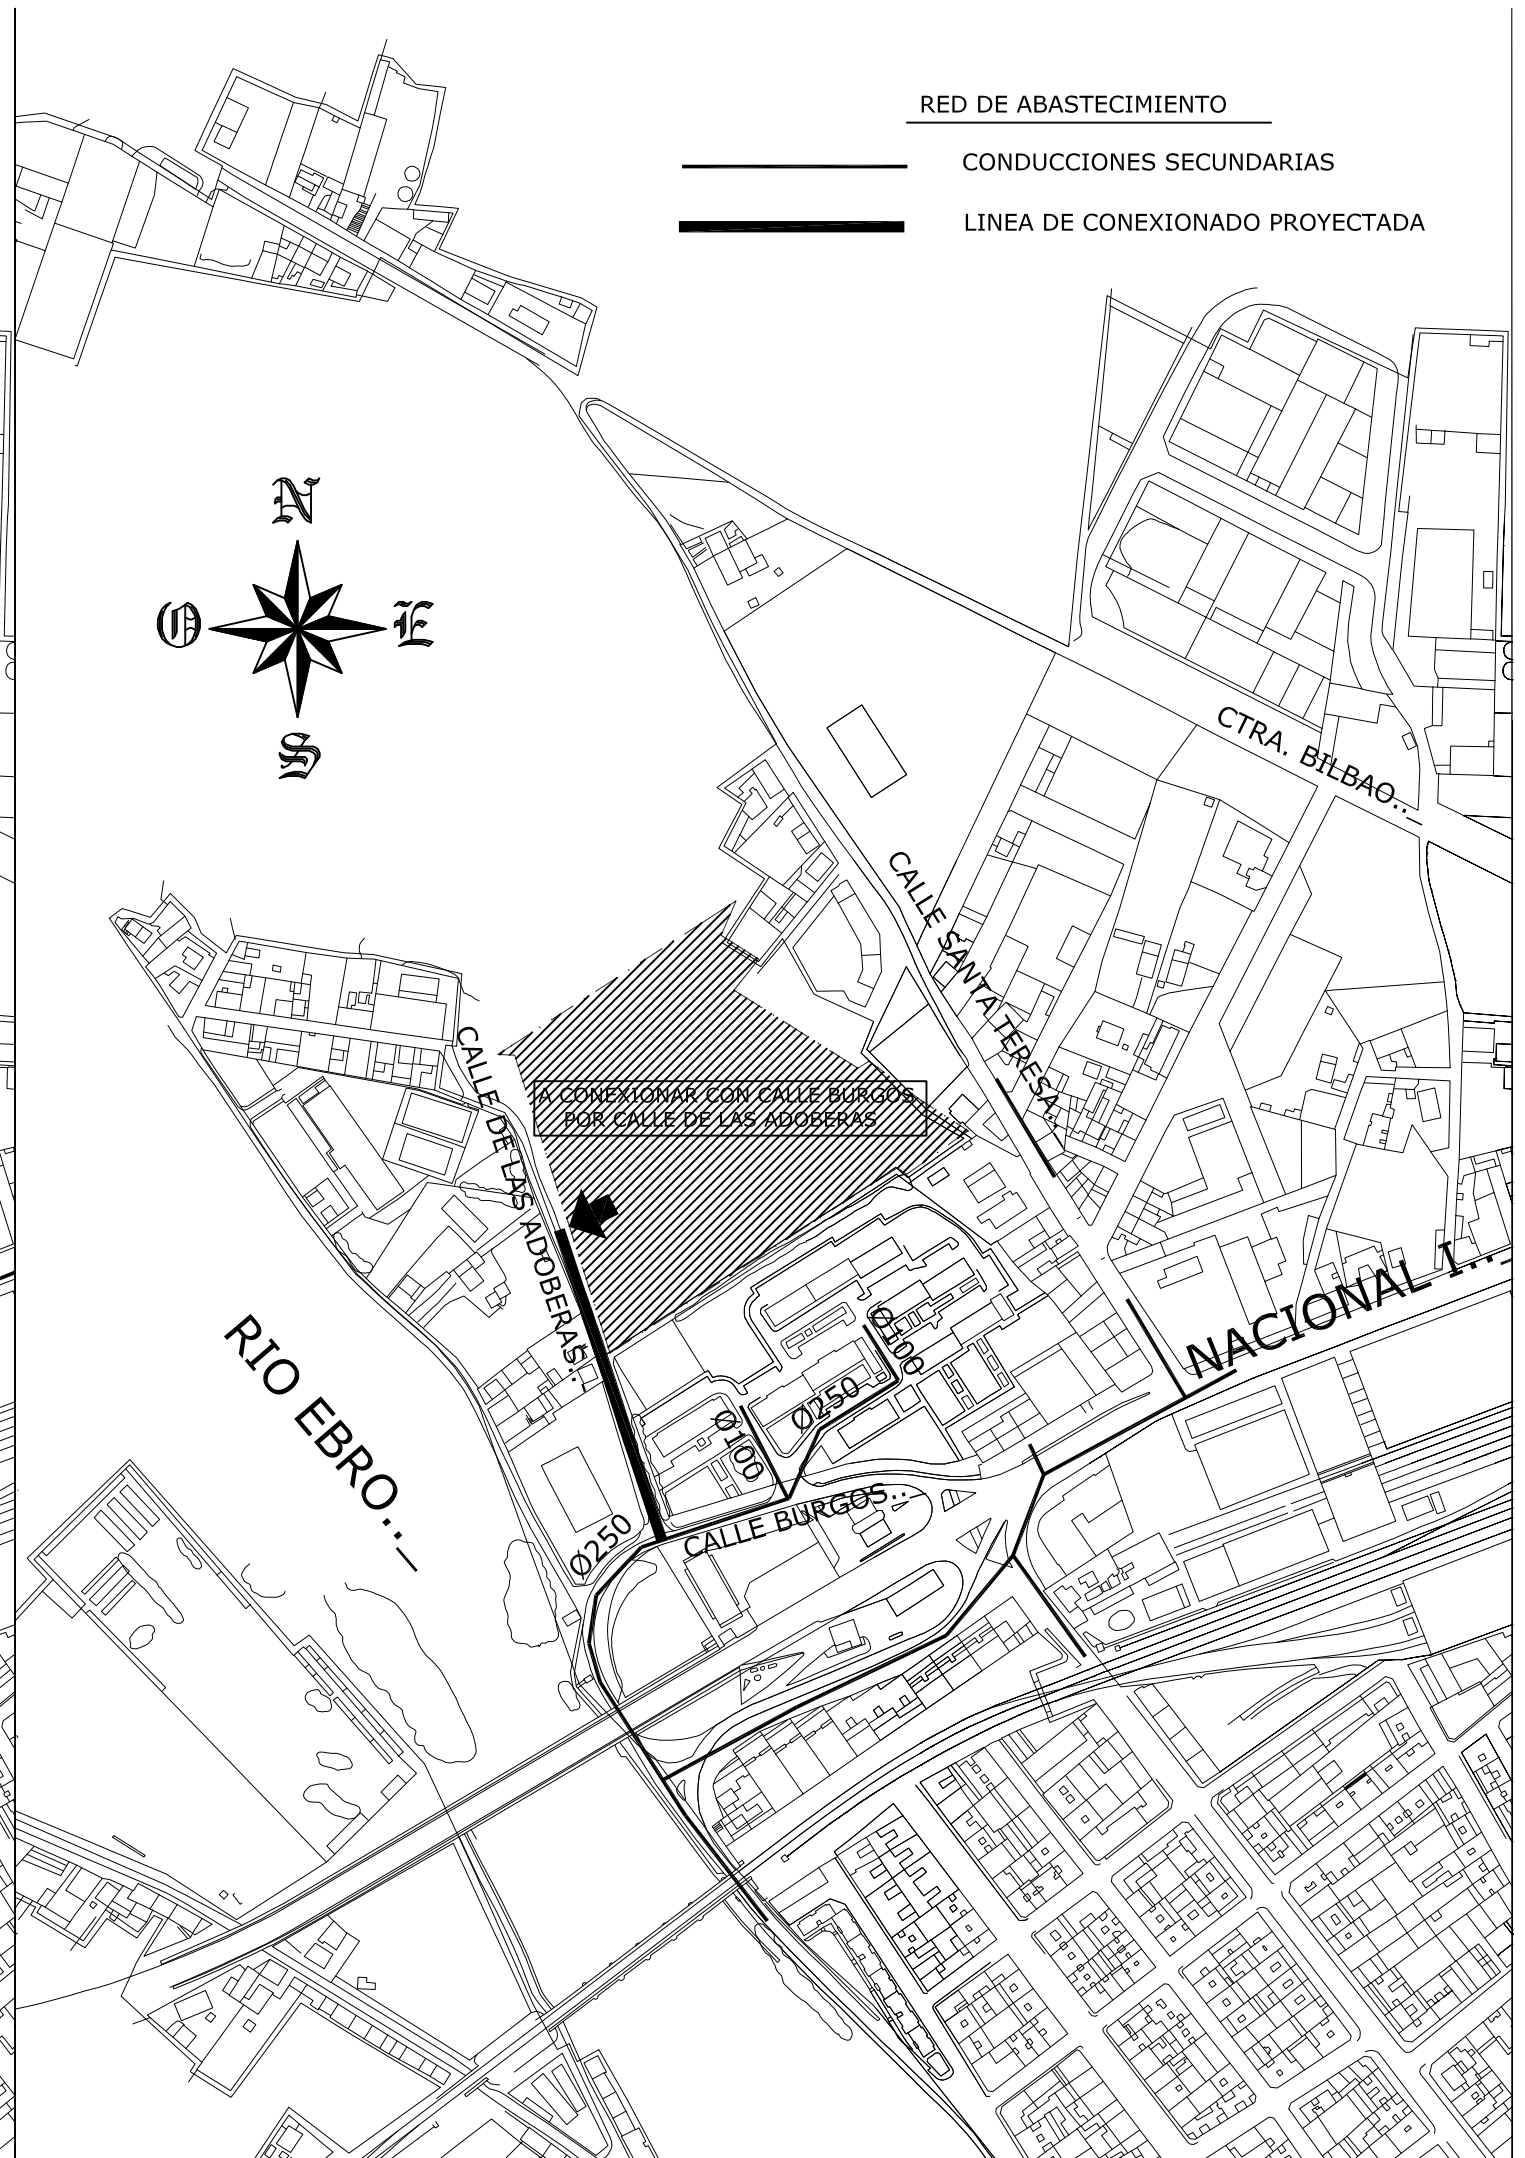 RED DE ABASTECIMIENTO
CONDUCCIONES SECUNDARIAS
LINEA DE CONEXIONADO PROYECTADA
N
O
E
S
CTRA. BILBAO.._
CALLE SANTA TERESA.._
CALLE DE LAS ADOBERAS.._
A CONEXIONAR CON CALLE BURGOS
POR CALLE DE LAS ADOBERAS
NACIONAL I.._
RIO EBRO.._
Ø100
Ø250
Ø100
CALLE BURGOS.._
Ø250